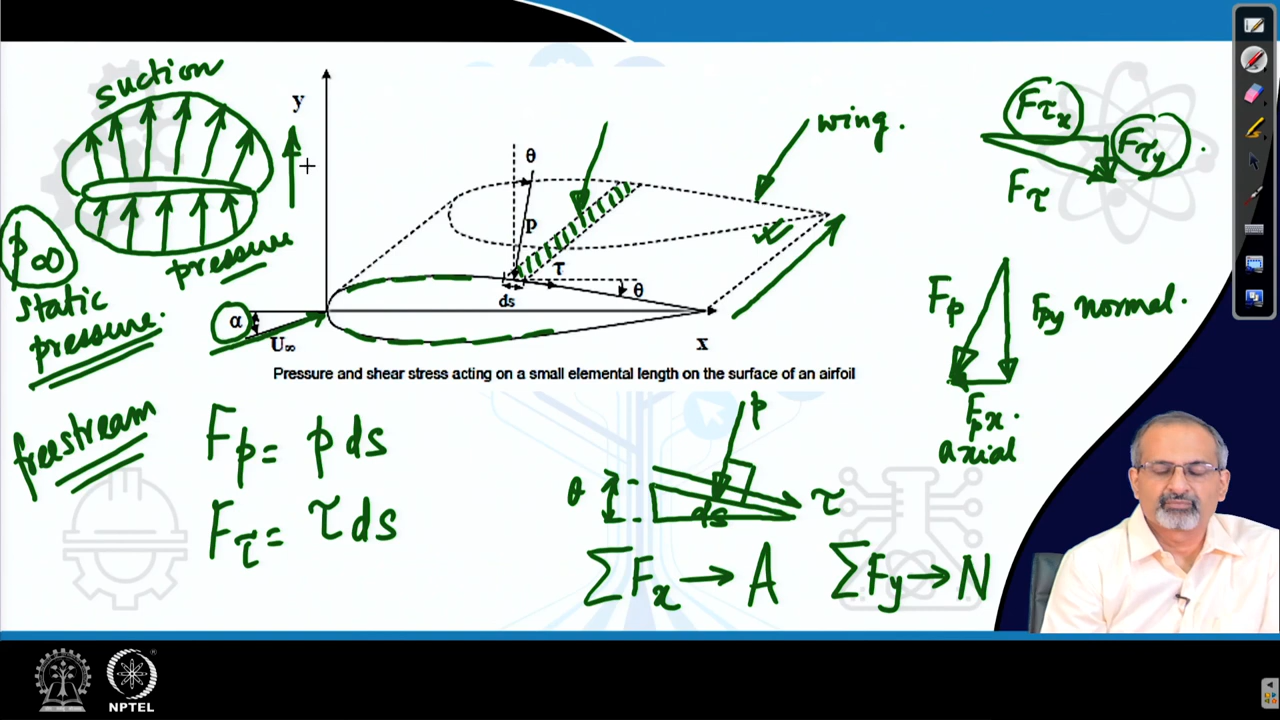 suction
y
p∞
pressure
static
pressure.
freestream
α
U∞
θ
p
τ
ds
θ
x
wing.
Pressure and shear stress acting on a small elemental length on the surface of an airfoil
Fτx
Fτy
Fτ
Fp
Fpy normal.
Fpx.
axial
Fp = p ds
Fτ = τ ds
p
θ
τ
ds
ΣFx → A ΣFy → N
NPTEL